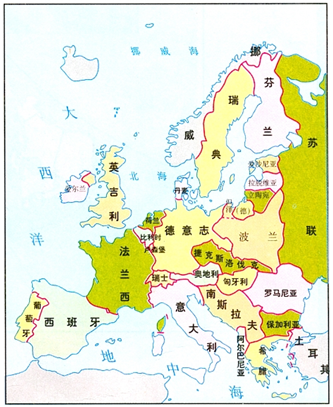 挪威海
大西洋
北海
地中海
挪威
瑞典
芬兰
苏联
爱沙尼亚
拉脱维亚
立陶宛
(德)
丹麦
英吉利
爱尔兰
荷兰
比利时
卢森堡
德意志
波兰
法兰西
捷克斯洛伐克
瑞士
奥地利
匈牙利
罗马尼亚
南斯拉夫
保加利亚
意大利
阿尔巴尼亚
希腊
土耳其
西班牙
葡萄牙